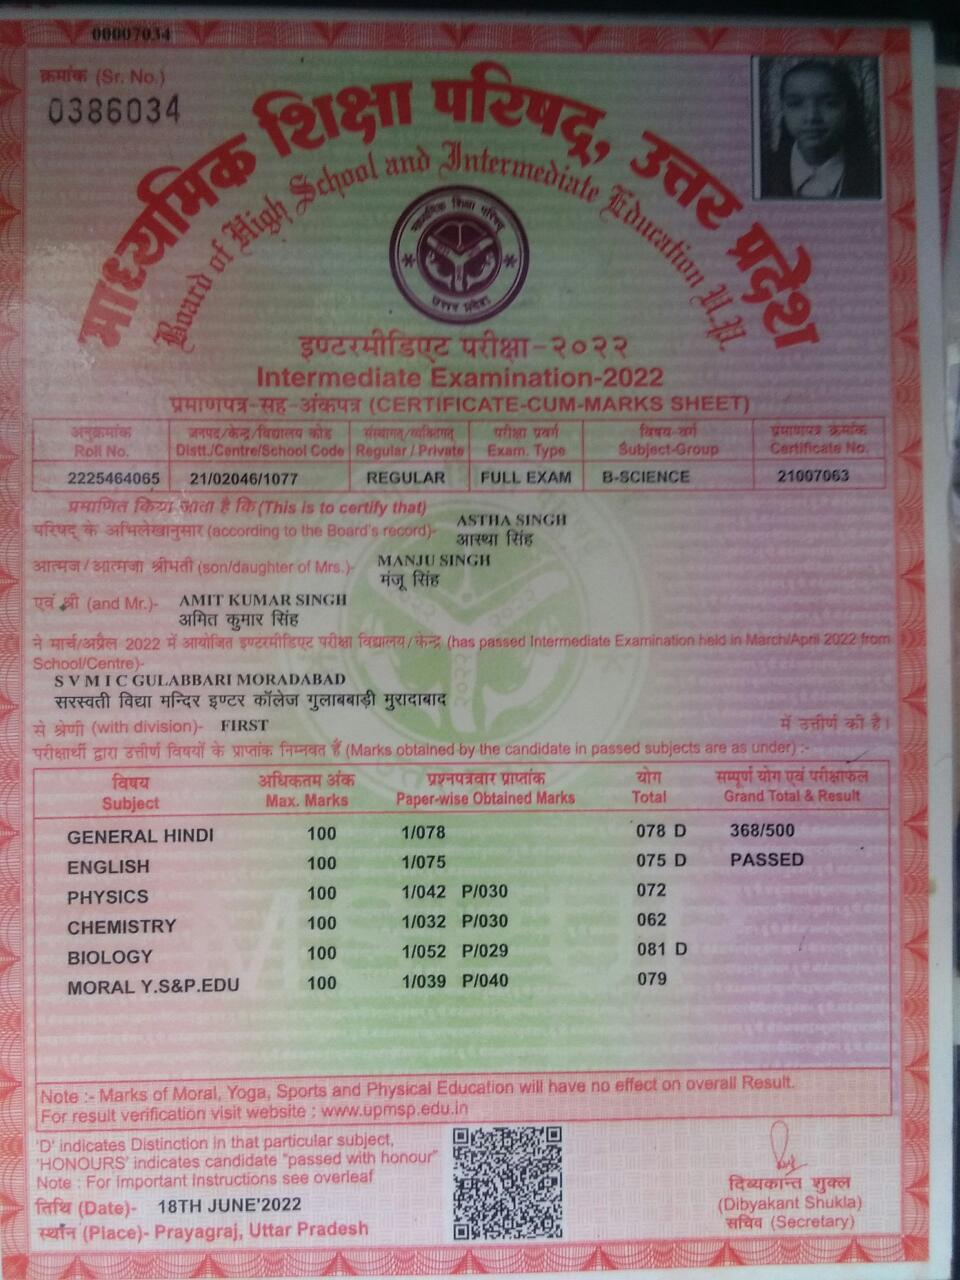 00007034
क्रमांक (Sr. No.)
0386034
माध्यमिक शिक्षा परिषद्, उत्तर प्रदेश
Board of High School and Intermediate Education U.P.
माध्यमिक शिक्षा परिषद्
उत्तर प्रदेश
इण्टरमीडिएट परीक्षा-२०२२
Intermediate Examination-2022
प्रमाणपत्र-सह-अंकपत्र (CERTIFICATE-CUM-MARKS SHEET)
अनुक्रमांक जनपद/केन्द्र/विद्यालय कोड संस्थागत/व्यक्तिगत परीक्षा प्रवर्ग विषय-वर्ग प्रमाणपत्र क्रमांक
Roll No. Distt./Centre/School Code Regular / Private Exam. Type Subject-Group Certificate No.
2225464065 21/02046/1077 REGULAR FULL EXAM B-SCIENCE 21007063
प्रमाणित किया जाता है कि (This is to certify that)
ASTHA SINGH
परिषद् के अभिलेखानुसार (according to the Board's record)- आस्था सिंह
MANJU SINGH
आत्मज/आत्मजा श्रीमती (son/daughter of Mrs.)- मंजू सिंह
एवं श्री (and Mr.)- AMIT KUMAR SINGH
अमित कुमार सिंह
ने मार्च/अप्रैल 2022 में आयोजित इण्टरमीडिएट परीक्षा विद्यालय/केन्द्र (has passed Intermediate Examination held in March/April 2022 from
School/Centre)-
S V M I C GULABBARI MORADABAD
सरस्वती विद्या मन्दिर इण्टर कॉलेज गुलाबबाड़ी मुरादाबाद
से श्रेणी (with division)- FIRST में उत्तीर्ण की है।
परीक्षार्थी द्वारा उत्तीर्ण विषयों के प्राप्तांक निम्नवत हैं (Marks obtained by the candidate in passed subjects are as under) :-
विषय अधिकतम अंक प्रश्नपत्रवार प्राप्तांक योग सम्पूर्ण योग एवं परीक्षाफल
Subject Max. Marks Paper-wise Obtained Marks Total Grand Total & Result
GENERAL HINDI 100 1/078 078 D 368/500
ENGLISH 100 1/075 075 D PASSED
PHYSICS 100 1/042 P/030 072
CHEMISTRY 100 1/032 P/030 062
BIOLOGY 100 1/052 P/029 081 D
MORAL Y.S&P.EDU 100 1/039 P/040 079
Note :- Marks of Moral, Yoga, Sports and Physical Education will have no effect on overall Result.
For result verification visit website : www.upmsp.edu.in
'D' indicates Distinction in that particular subject,
'HONOURS' indicates candidate "passed with honour"
Note : For Important Instructions see overleaf
तिथि (Date)- 18TH JUNE'2022
स्थान (Place)- Prayagraj, Uttar Pradesh
दिब्यकान्त शुक्ल
(Dibyakant Shukla)
सचिव (Secretary)